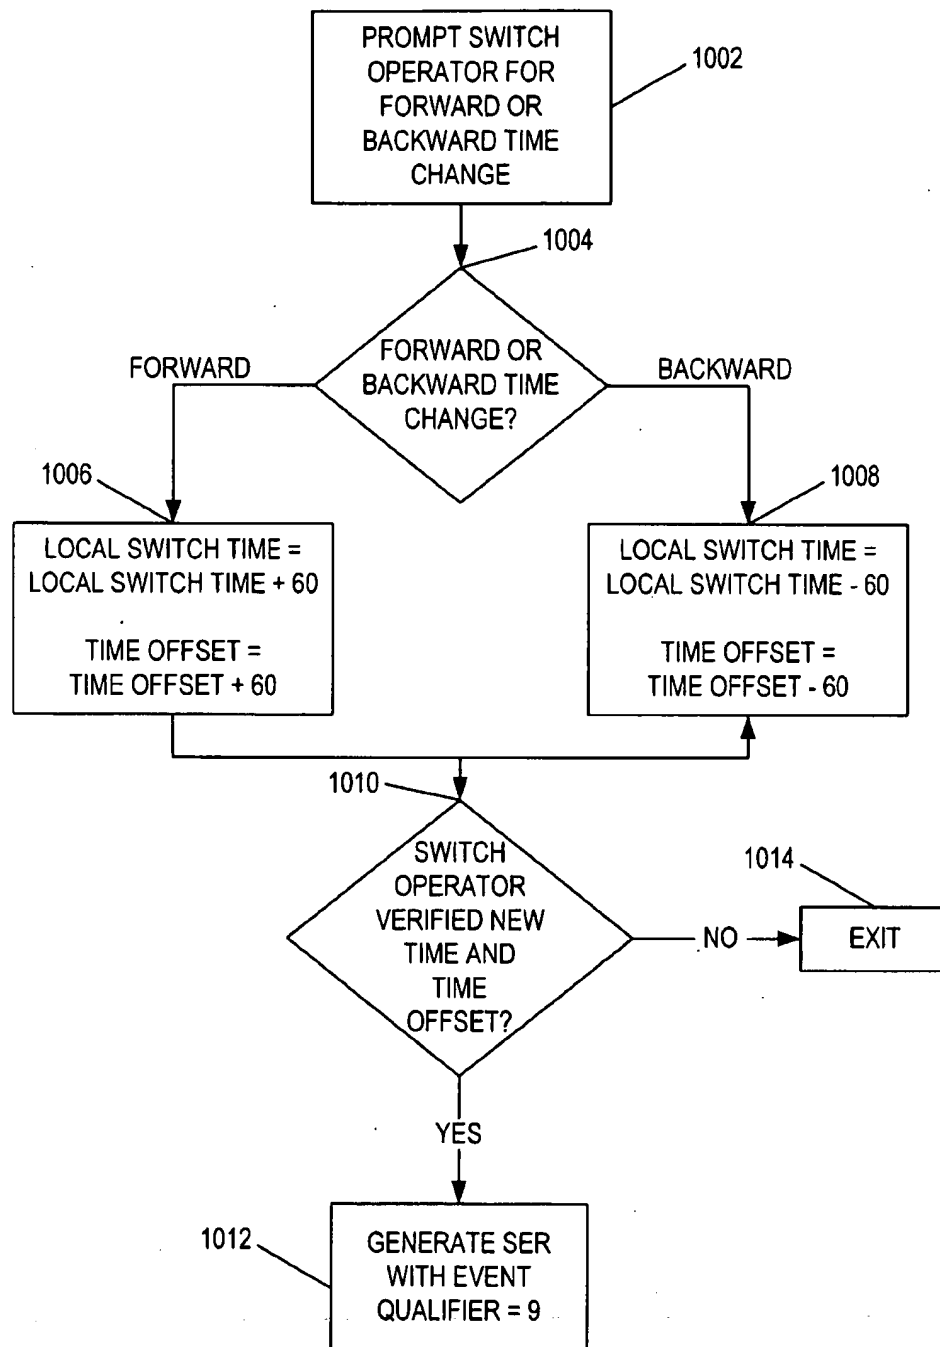 PROMPT SWITCH
OPERATOR FOR
FORWARD OR
BACKWARD TIME
CHANGE
1002
1004
FORWARD OR
BACKWARD TIME
CHANGE?
FORWARD
BACKWARD
1006
1008
LOCAL SWITCH TIME =
LOCAL SWITCH TIME + 60
TIME OFFSET =
TIME OFFSET + 60
LOCAL SWITCH TIME =
LOCAL SWITCH TIME - 60
TIME OFFSET =
TIME OFFSET - 60
1010
SWITCH
OPERATOR
VERIFIED NEW
TIME AND
TIME
OFFSET?
NO
1014
EXIT
YES
1012
GENERATE SER
WITH EVENT
QUALIFIER = 9